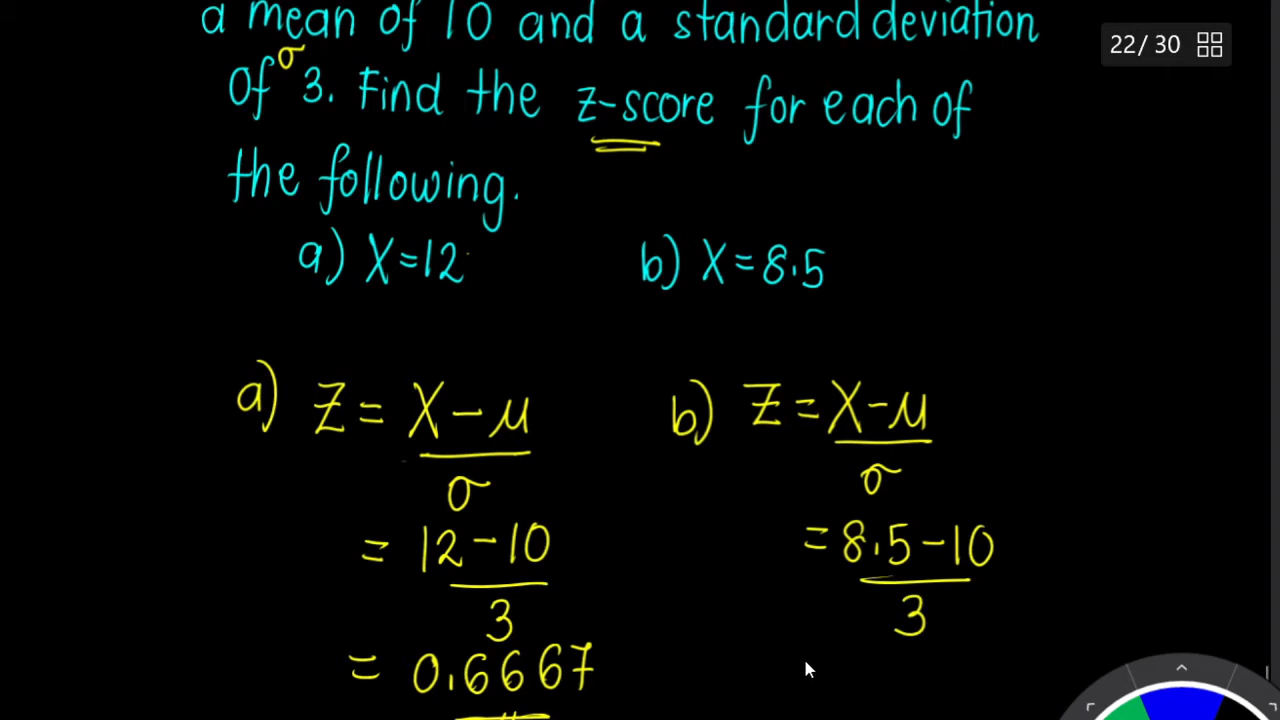 a mean of 10 and a standard deviation
22/30
σ
of 3. Find the z-score for each of
the following.
a) X=12
b) X=8.5
a) Z = X - μ
σ
= 12 - 10
3
= 0.6667
b) Z = X - μ
σ
= 8.5 - 10
3